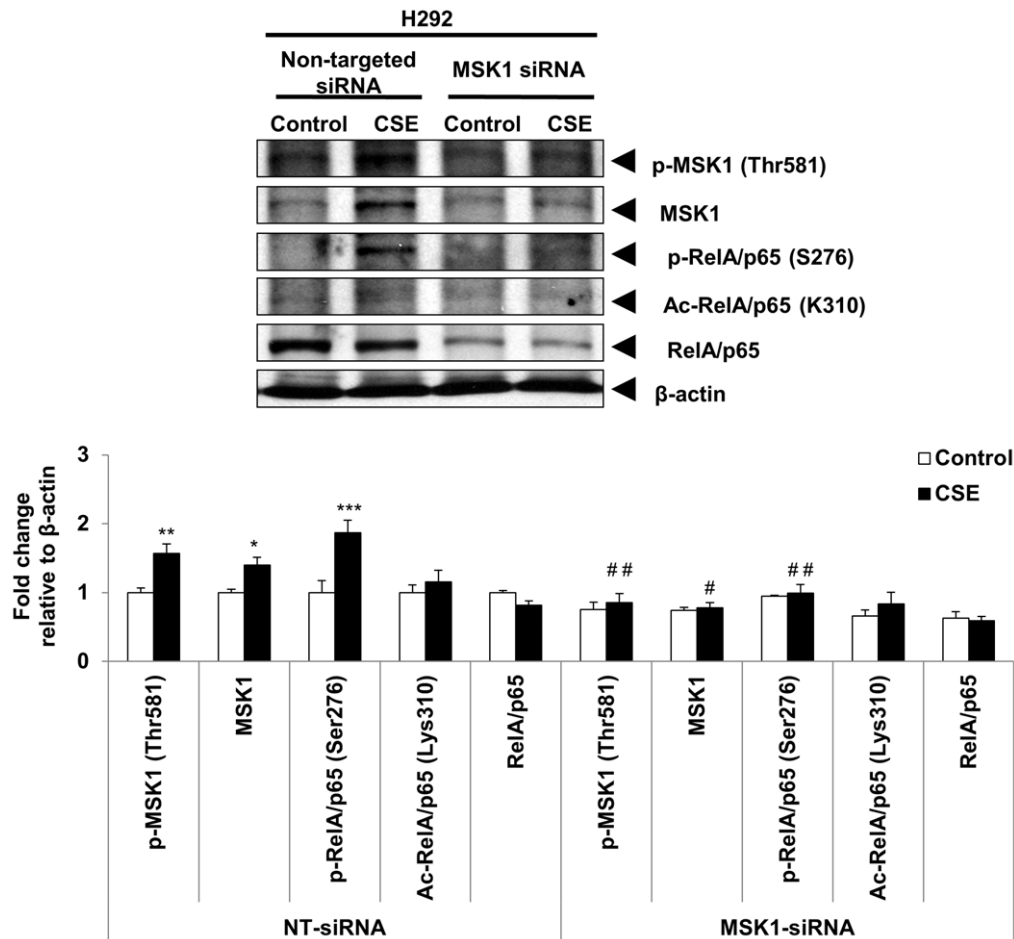 H292
Non-targeted
siRNA
MSK1 siRNA
Control CSE Control CSE
p-MSK1 (Thr581)
MSK1
p-RelA/p65 (S276)
Ac-RelA/p65 (K310)
RelA/p65
β-actin
Fold change
relative to β-actin
3
2
1
0
Control
CSE
**
*
***
# #
#
# #
p-MSK1 (Thr581)
MSK1
p-RelA/p65 (Ser276)
Ac-RelA/p65 (Lys310)
RelA/p65
p-MSK1 (Thr581)
MSK1
p-RelA/p65 (Ser276)
Ac-RelA/p65 (Lys310)
RelA/p65
NT-siRNA
MSK1-siRNA